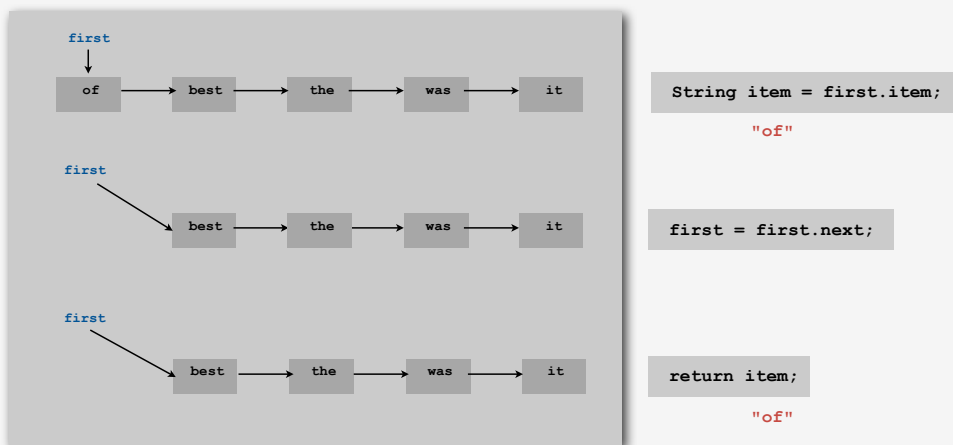 first
of best the was it
String item = first.item;
"of"
first
best the was it
first = first.next;
first
best the was it
return item;
"of"